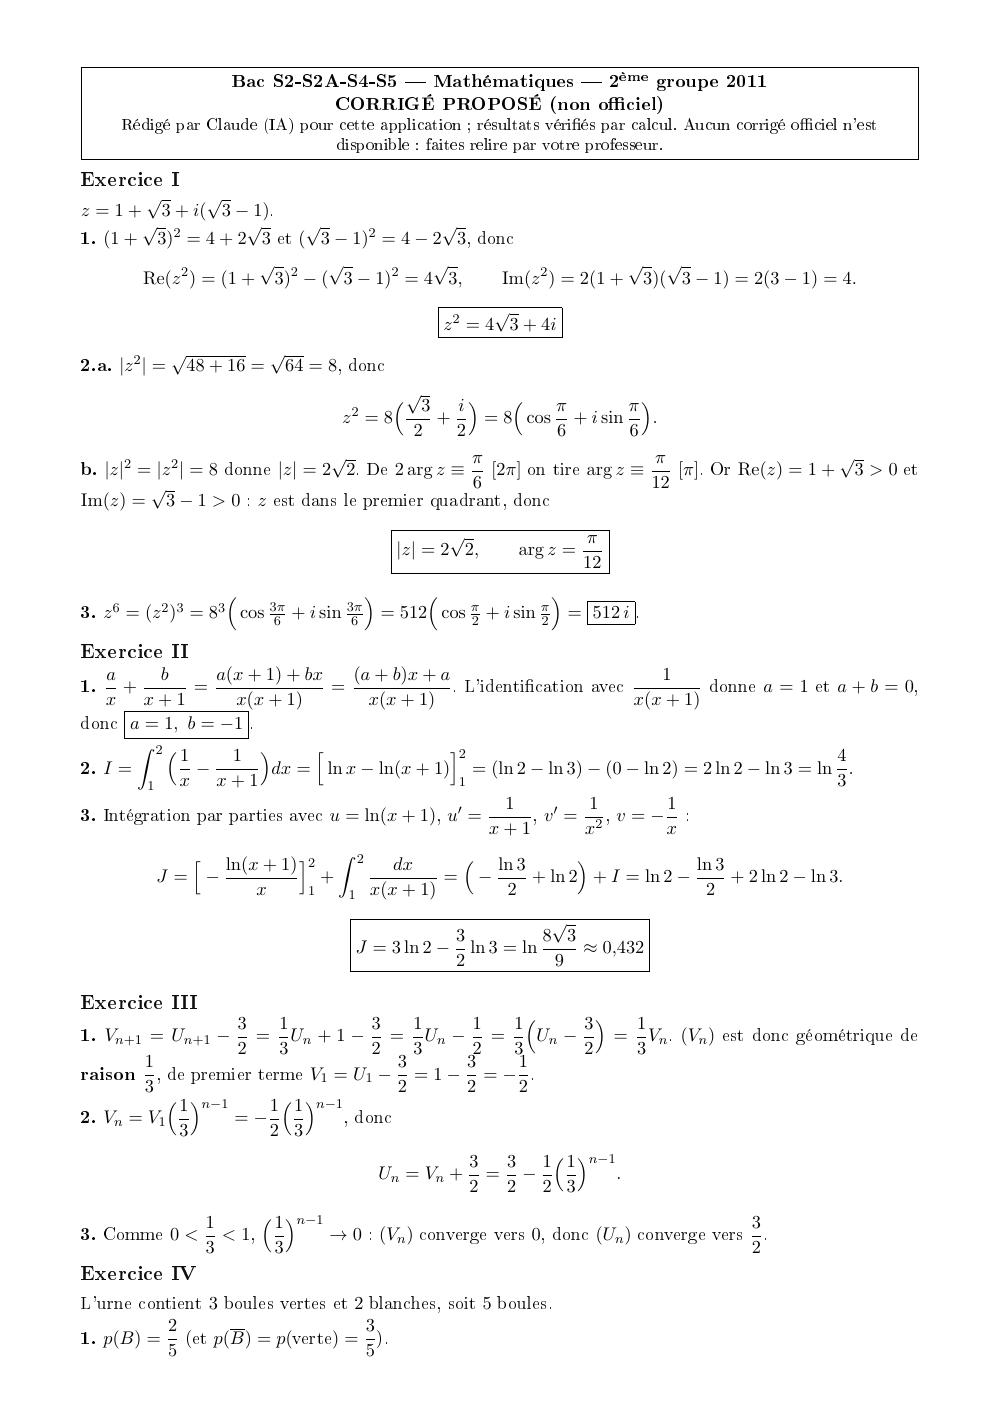 Bac S2-S2A-S4-S5 — Mathématiques — 2ème groupe 2011
CORRIGÉ PROPOSÉ (non officiel)
Rédigé par Claude (IA) pour cette application ; résultats vérifiés par calcul. Aucun corrigé officiel n'est
disponible : faites relire par votre professeur.
Exercice I
z = 1 + √3 + i(√3 − 1).
1. (1 + √3)² = 4 + 2√3 et (√3 − 1)² = 4 − 2√3, donc
Re(z²) = (1 + √3)² − (√3 − 1)² = 4√3, Im(z²) = 2(1 + √3)(√3 − 1) = 2(3 − 1) = 4.
z² = 4√3 + 4i
2.a. |z²| = √(48 + 16) = √64 = 8, donc
z² = 8(√3/2 + i/2) = 8(cos π/6 + i sin π/6).
b. |z|² = |z²| = 8 donne |z| = 2√2. De 2 arg z ≡ π/6 [2π] on tire arg z ≡ π/12 [π]. Or Re(z) = 1 + √3 > 0 et
Im(z) = √3 − 1 > 0 : z est dans le premier quadrant, donc
|z| = 2√2, arg z = π/12
3. z⁶ = (z²)³ = 8³(cos 3π/6 + i sin 3π/6) = 512(cos π/2 + i sin π/2) = 512 i.
Exercice II
1. a/x + b/(x + 1) = (a(x + 1) + bx)/(x(x + 1)) = ((a + b)x + a)/(x(x + 1)). L'identification avec 1/(x(x + 1)) donne a = 1 et a + b = 0,
donc a = 1, b = −1.
2. I = ∫₁² (1/x − 1/(x + 1))dx = [ln x − ln(x + 1)]₁² = (ln 2 − ln 3) − (0 − ln 2) = 2 ln 2 − ln 3 = ln 4/3.
3. Intégration par parties avec u = ln(x + 1), u′ = 1/(x + 1), v′ = 1/x², v = −1/x :
J = [− ln(x + 1)/x]₁² + ∫₁² dx/(x(x + 1)) = (− ln 3/2 + ln 2) + I = ln 2 − ln 3/2 + 2 ln 2 − ln 3.
J = 3 ln 2 − 3/2 ln 3 = ln 8√3/9 ≈ 0,432
Exercice III
1. Vₙ₊₁ = Uₙ₊₁ − 3/2 = 1/3 Uₙ + 1 − 3/2 = 1/3 Uₙ − 1/2 = 1/3(Uₙ − 3/2) = 1/3 Vₙ. (Vₙ) est donc géométrique de
raison 1/3, de premier terme V₁ = U₁ − 3/2 = 1 − 3/2 = −1/2.
2. Vₙ = V₁(1/3)ⁿ⁻¹ = −1/2(1/3)ⁿ⁻¹, donc
Uₙ = Vₙ + 3/2 = 3/2 − 1/2(1/3)ⁿ⁻¹.
3. Comme 0 < 1/3 < 1, (1/3)ⁿ⁻¹ → 0 : (Vₙ) converge vers 0, donc (Uₙ) converge vers 3/2.
Exercice IV
L'urne contient 3 boules vertes et 2 blanches, soit 5 boules.
1. p(B) = 2/5 (et p(B̅) = p(verte) = 3/5).